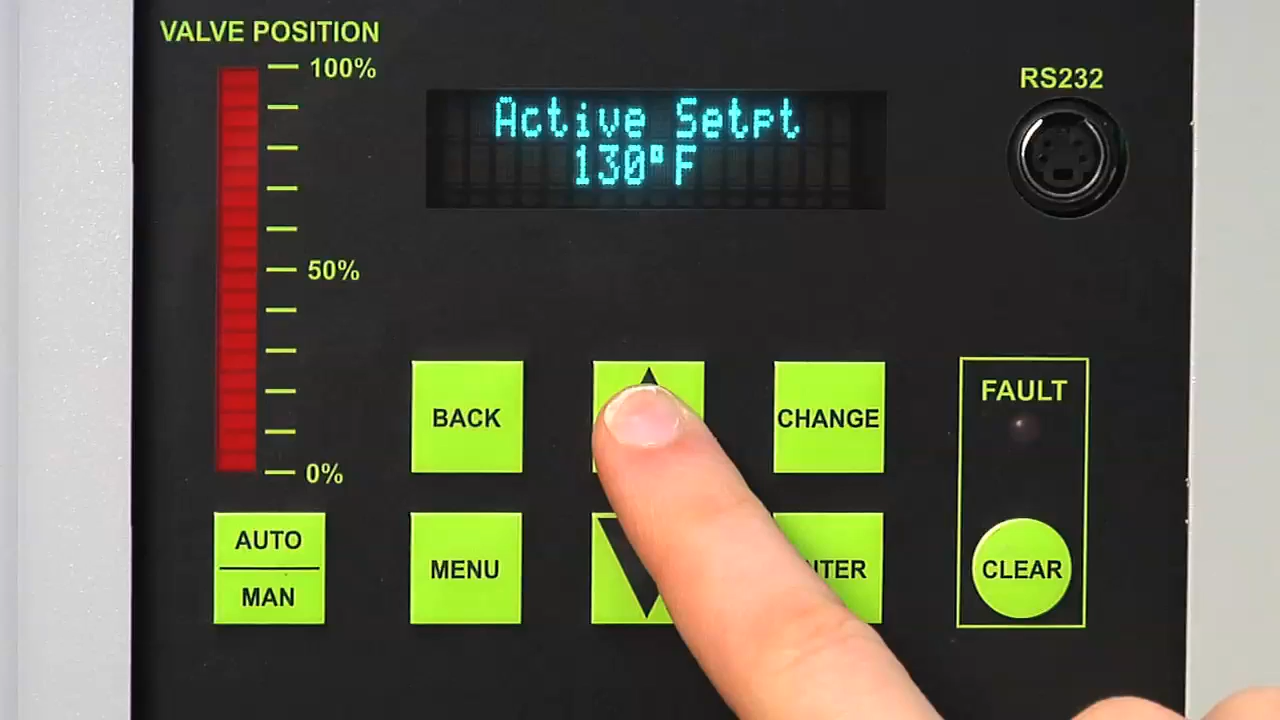 VALVE POSITION
100%
50%
0%
Active Setpt
130°F
RS232
BACK
CHANGE
FAULT
AUTO
MAN
MENU
CLEAR